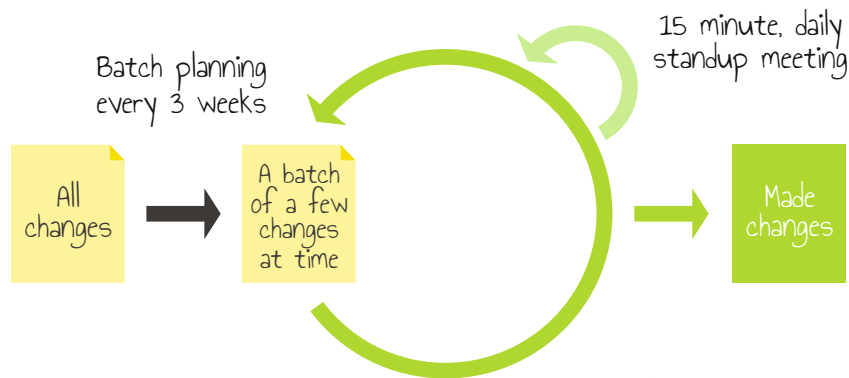 15 minute, daily
standup meeting
Batch planning
every 3 weeks
All
changes
A batch
of a few
changes
at time
Made
changes